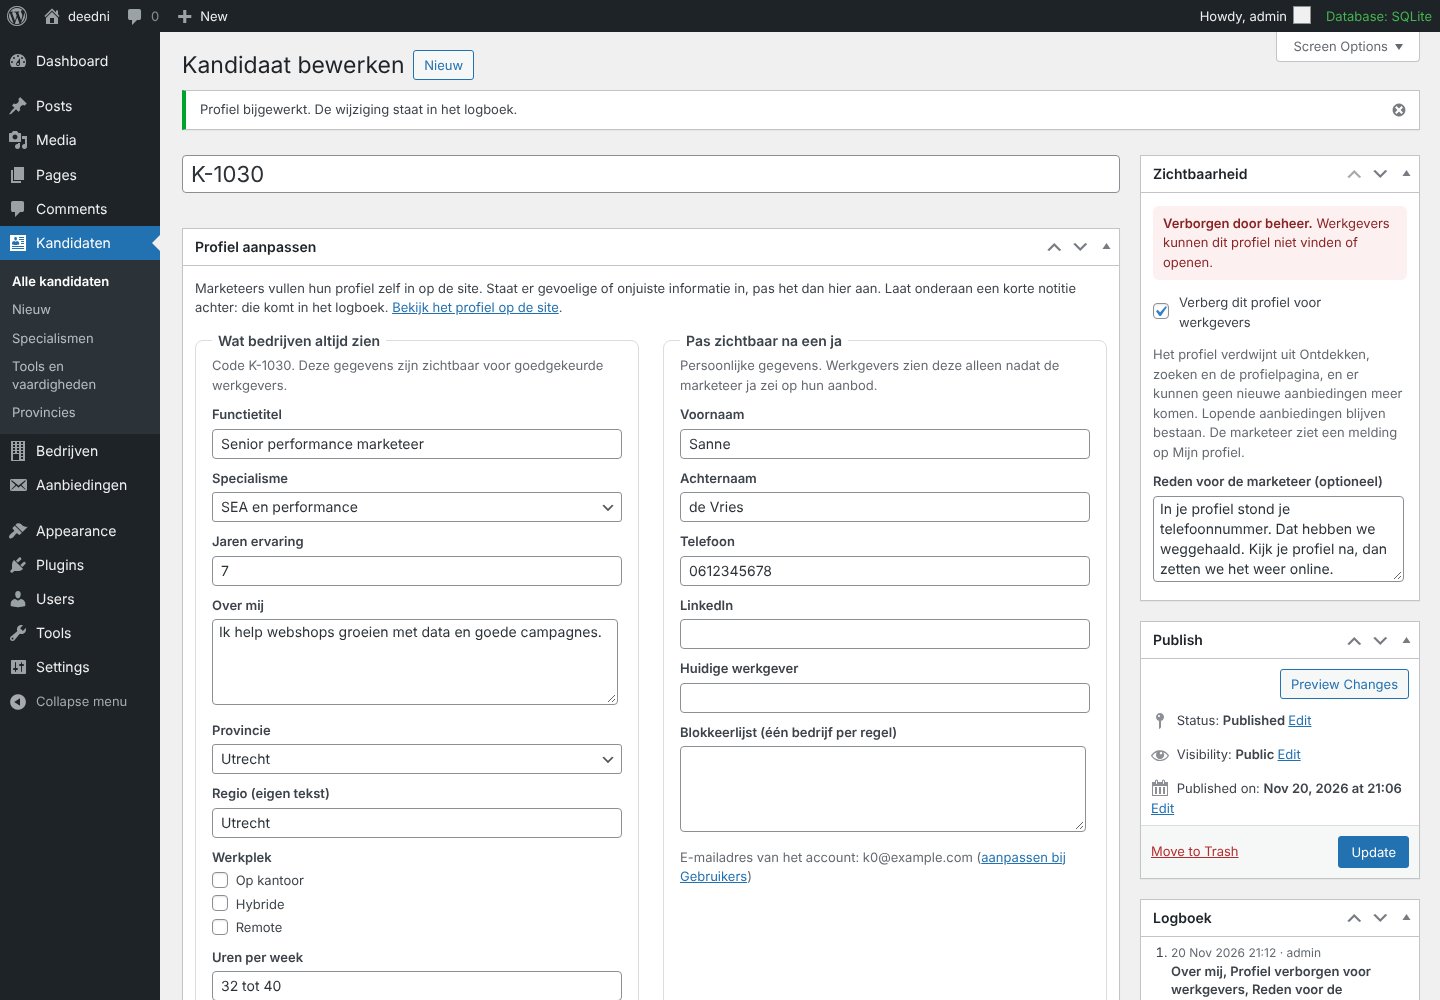 deedni
0
New
Howdy, admin
Database: SQLite
Dashboard
Posts
Media
Pages
Comments
Kandidaten
Alle kandidaten
Nieuw
Specialismen
Tools en
vaardigheden
Provincies
Bedrijven
Aanbiedingen
Appearance
Plugins
Users
Tools
Settings
Collapse menu
Screen Options
Kandidaat bewerken
Nieuw
Profiel bijgewerkt. De wijziging staat in het logboek.
K-1030
Profiel aanpassen
Marketeers vullen hun profiel zelf in op de site. Staat er gevoelige of onjuiste informatie in, pas het dan hier aan. Laat onderaan een korte notitie
achter: die komt in het logboek. Bekijk het profiel op de site.
Wat bedrijven altijd zien
Code K-1030. Deze gegevens zijn zichtbaar voor goedgekeurde
werkgevers.
Functietitel
Senior performance marketeer
Specialisme
SEA en performance
Jaren ervaring
7
Over mij
Ik help webshops groeien met data en goede campagnes.
Provincie
Utrecht
Regio (eigen tekst)
Utrecht
Werkplek
Op kantoor
Hybride
Remote
Uren per week
32 tot 40
Pas zichtbaar na een ja
Persoonlijke gegevens. Werkgevers zien deze alleen nadat de
marketeer ja zei op hun aanbod.
Voornaam
Sanne
Achternaam
de Vries
Telefoon
0612345678
LinkedIn
Huidige werkgever
Blokkeerlijst (één bedrijf per regel)
E-mailadres van het account: k0@example.com (aanpassen bij
Gebruikers)
Zichtbaarheid
Verborgen door beheer. Werkgevers
kunnen dit profiel niet vinden of
openen.
Verberg dit profiel voor
werkgevers
Het profiel verdwijnt uit Ontdekken,
zoeken en de profielpagina, en er
kunnen geen nieuwe aanbiedingen meer
komen. Lopende aanbiedingen blijven
bestaan. De marketeer ziet een melding
op Mijn profiel.
Reden voor de marketeer (optioneel)
In je profiel stond je
telefoonnummer. Dat hebben we
weggehaald. Kijk je profiel na, dan
zetten we het weer online.
Publish
Preview Changes
Status: Published Edit
Visibility: Public Edit
Published on: Nov 20, 2026 at 21:06
Edit
Move to Trash
Update
Logboek
1. 20 Nov 2026 21:12 · admin
Over mij, Profiel verborgen voor
werkgevers, Reden voor de